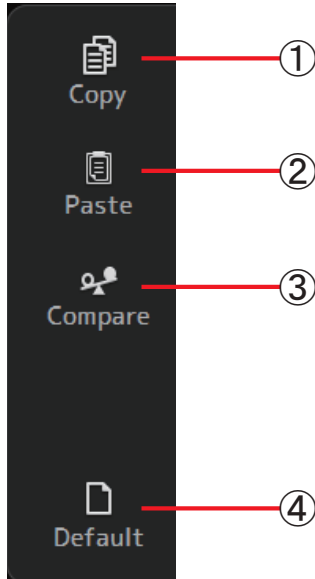 Copy ①
Paste ②
Compare ③
Default ④